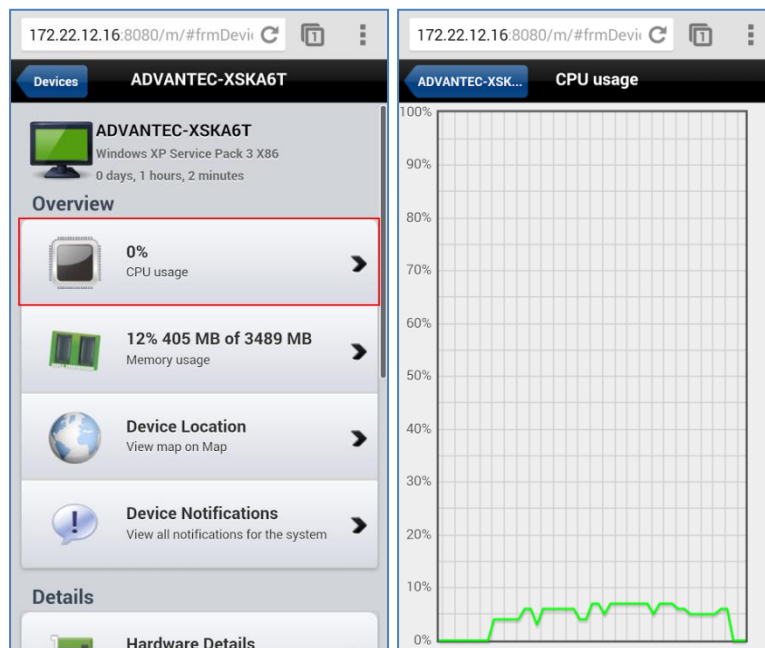 172.22.12.16:8080/m/#frmDevi
1
Devices
ADVANTEC-XSKA6T
ADVANTEC-XSKA6T
Windows XP Service Pack 3 X86
0 days, 1 hours, 2 minutes
Overview
0%
CPU usage
12% 405 MB of 3489 MB
Memory usage
Device Location
View map on Map
Device Notifications
View all notifications for the system
Details
Hardware Details
172.22.12.16:8080/m/#frmDevi
1
ADVANTEC-XSK...
CPU usage
100%
90%
80%
70%
60%
50%
40%
30%
20%
10%
0%